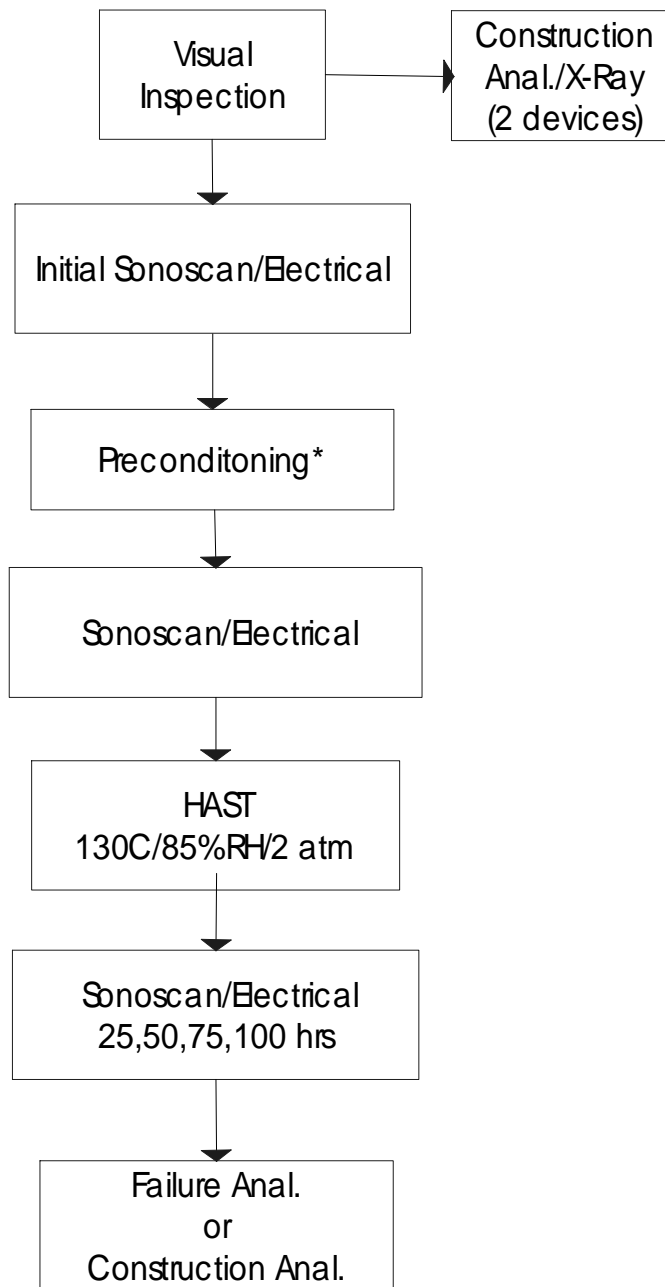 Visual
Inspection
Construction
Anal./X-Ray
(2 devices)
Initial Sonoscan/Electrical
Preconditoning*
Sonoscan/Electrical
HAST
130C/85%RH/2 atm
Sonoscan/Electrical
25,50,75,100 hrs
Failure Anal.
or
Construction Anal.